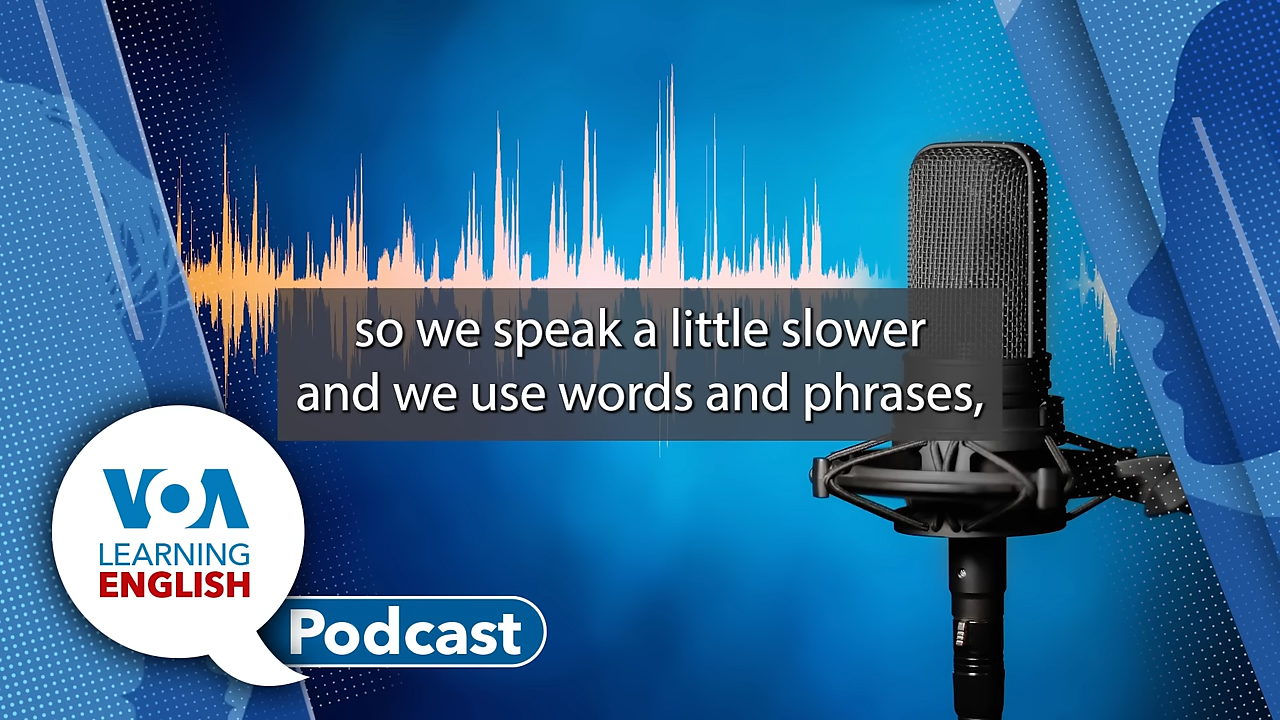 so we speak a little slower
and we use words and phrases,
VOA
LEARNING
ENGLISH
Podcast